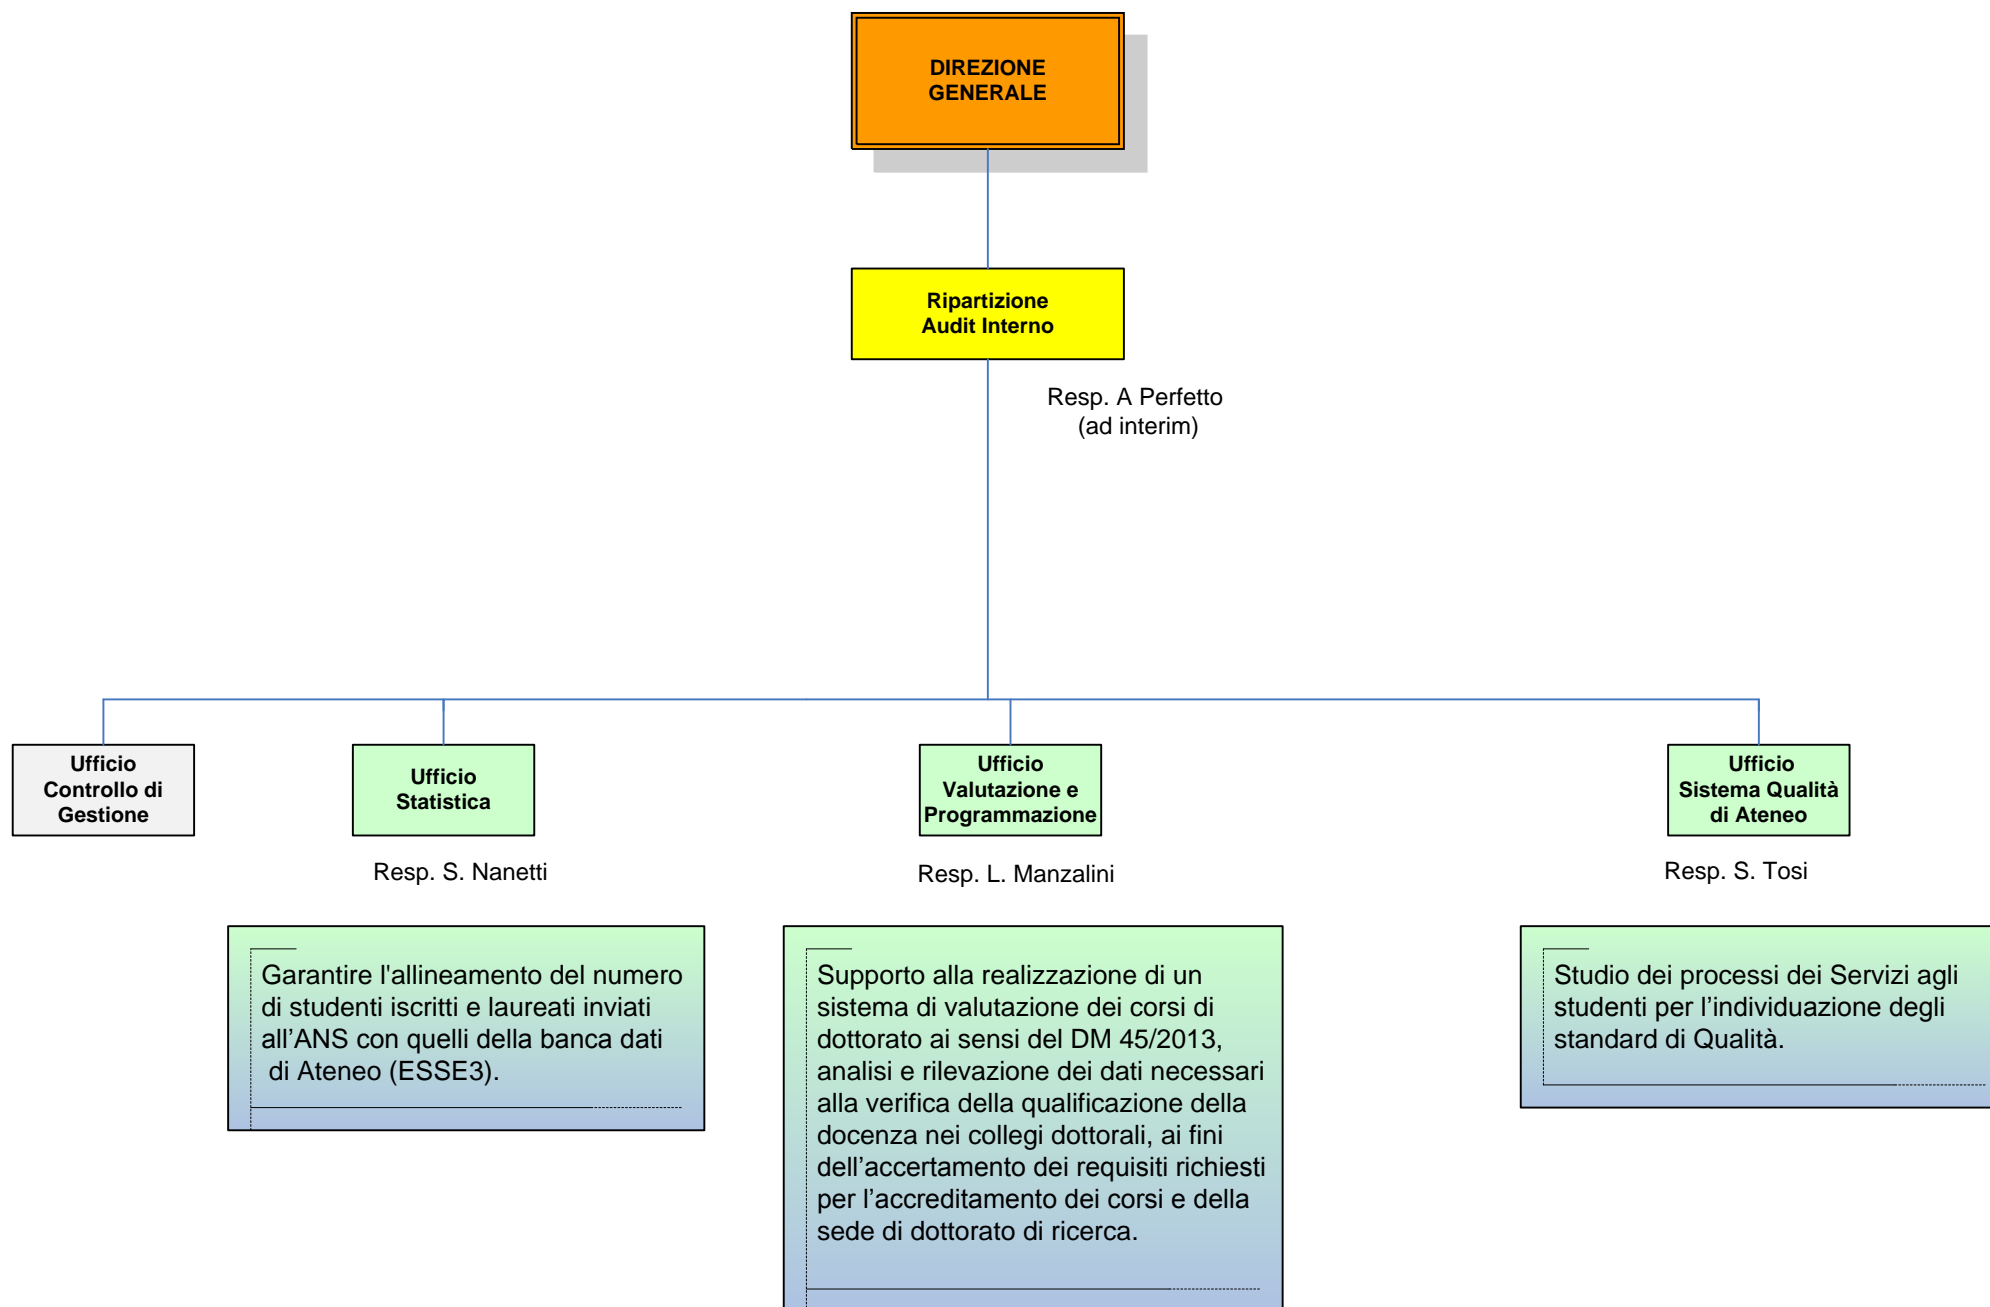 DIREZIONE
GENERALE
Ripartizione
Audit Interno
Resp. A Perfetto
(ad interim)
Ufficio
Controllo di
Gestione
Ufficio
Statistica
Resp. S. Nanetti
Garantire l'allineamento del numero
di studenti iscritti e laureati inviati
all’ANS con quelli della banca dati
di Ateneo (ESSE3).
Ufficio
Valutazione e
Programmazione
Resp. L. Manzalini
Supporto alla realizzazione di un
sistema di valutazione dei corsi di
dottorato ai sensi del DM 45/2013,
analisi e rilevazione dei dati necessari
alla verifica della qualificazione della
docenza nei collegi dottorali, ai fini
dell’accertamento dei requisiti richiesti
per l’accreditamento dei corsi e della
sede di dottorato di ricerca.
Ufficio
Sistema Qualità
di Ateneo
Resp. S. Tosi
Studio dei processi dei Servizi agli
studenti per l’individuazione degli
standard di Qualità.